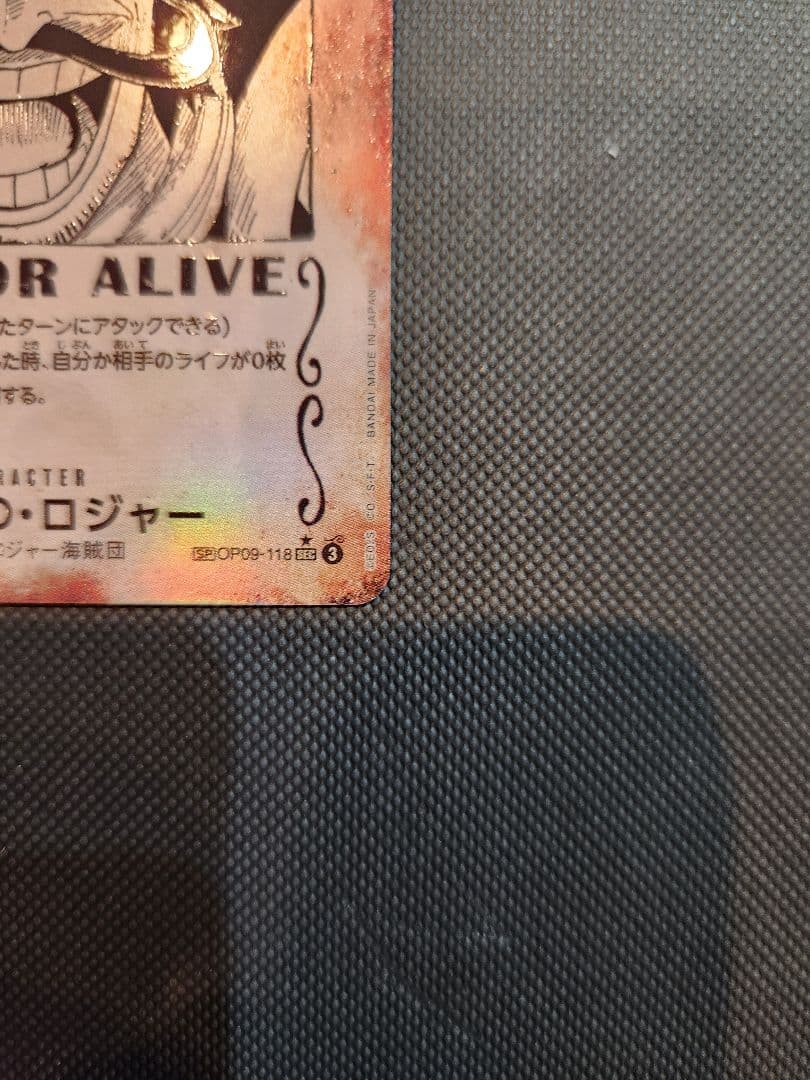 OR ALIVE
たターンにアタックできる)
た時、自分か相手のライフが0枚
する。
RACTER
・ロジャー
ジャー海賊団
SP OP09-118 SEC 3
BANDAI MADE IN JAPAN